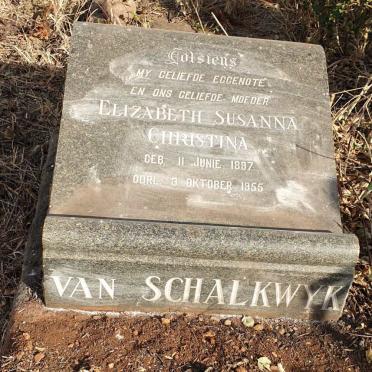 Totsiens
MY GELIEFDE EGGENOTE
EN ONS GELIEFDE MOEDER
ELIZABETH SUSANNA
CHRISTINA
GEB. 11 JUNIE 1887
OORL. 3 OKTOBER 1955
VAN SCHALKWYK